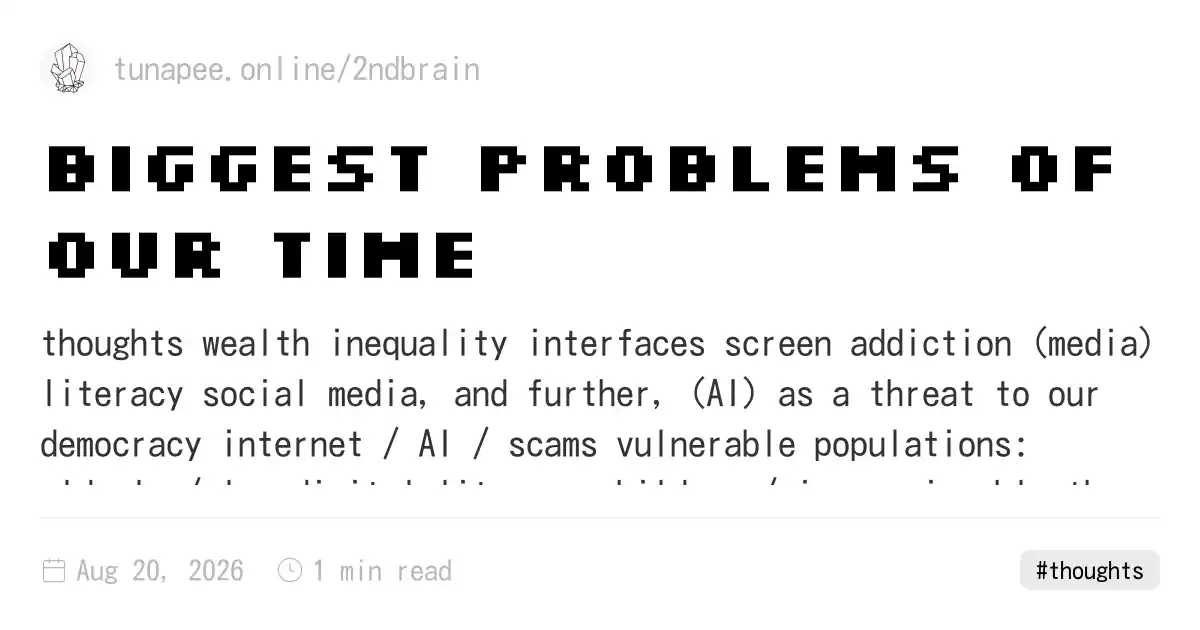 tunapee.online/2ndbrain
BIGGEST PROBLEMS OF
OUR TIME
thoughts wealth inequality interfaces screen addiction (media)
literacy social media, and further, (AI) as a threat to our
democracy internet / AI / scams vulnerable populations:
Aug 20, 2026 1 min read
#thoughts